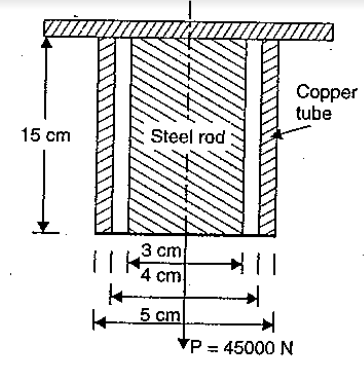 Copper
tube
15 cm
Steel rod
3 cm
4 cm
5 cm
P = 45000 N